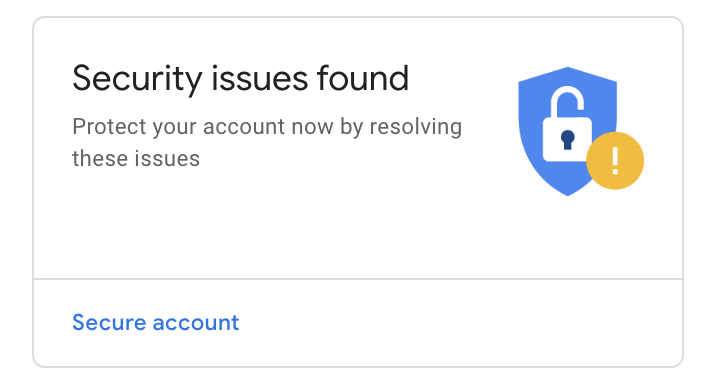 Security issues found
Protect your account now by resolving
these issues
Secure account